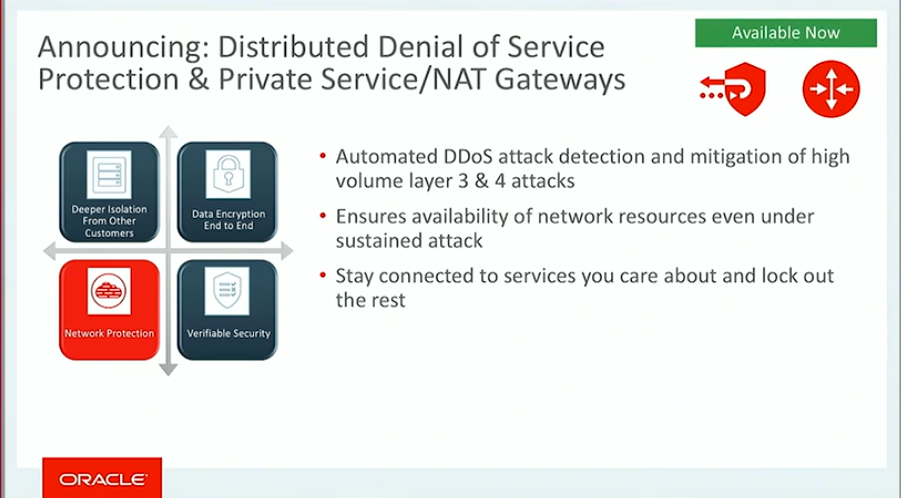 Announcing: Distributed Denial of Service
Protection & Private Service/NAT Gateways
Available Now
Deeper Isolation
From Other
Customers
Data Encryption
End to End
Network Protection
Verifiable Security
• Automated DDoS attack detection and mitigation of high
volume layer 3 & 4 attacks
• Ensures availability of network resources even under
sustained attack
• Stay connected to services you care about and lock out
the rest
ORACLE